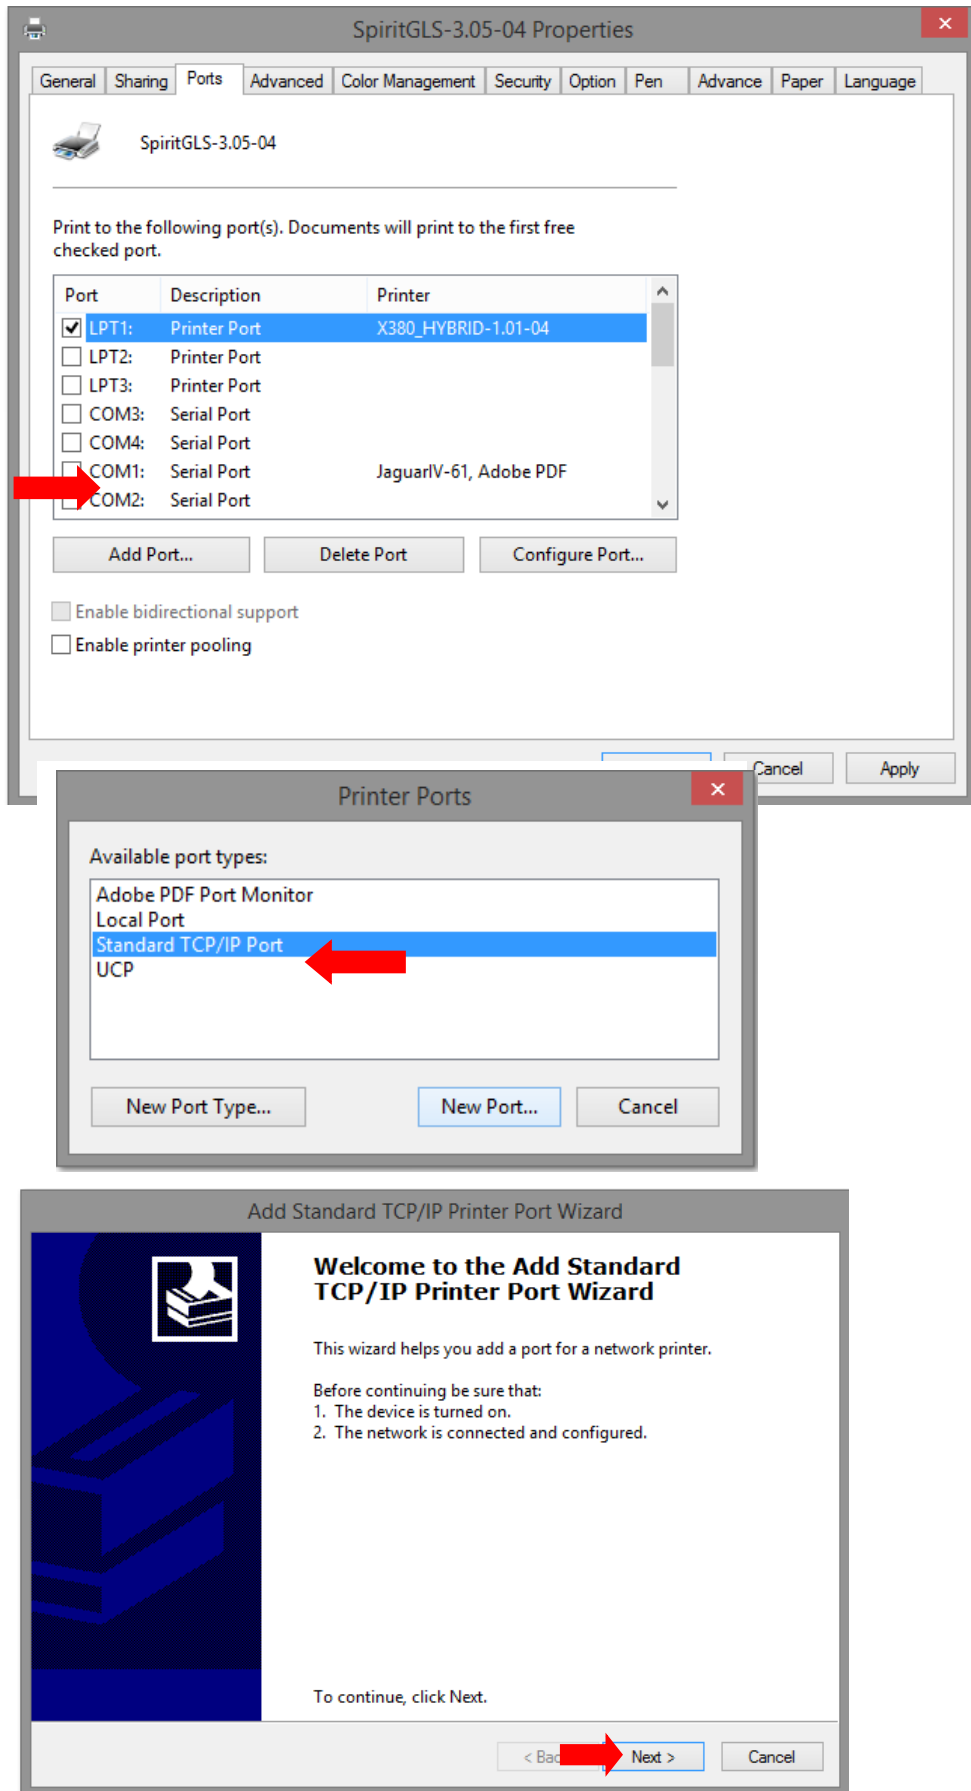 SpiritGLS-3.05-04 Properties
General Sharing Ports Advanced Color Management Security Option Pen Advance Paper Language
SpiritGLS-3.05-04
Print to the following port(s). Documents will print to the first free
checked port.
Port Description Printer
LPT1: Printer Port X380_HYBRID-1.01-04
LPT2: Printer Port
LPT3: Printer Port
COM3: Serial Port
COM4: Serial Port
COM1: Serial Port JaguarIV-61, Adobe PDF
COM2: Serial Port
Add Port... Delete Port Configure Port...
Enable bidirectional support
Enable printer pooling
Cancel Apply
Printer Ports
Available port types:
Adobe PDF Port Monitor
Local Port
Standard TCP/IP Port
UCP
New Port Type... New Port... Cancel
Add Standard TCP/IP Printer Port Wizard
Welcome to the Add Standard
TCP/IP Printer Port Wizard
This wizard helps you add a port for a network printer.
Before continuing be sure that:
1. The device is turned on.
2. The network is connected and configured.
To continue, click Next.
< Bac Next > Cancel